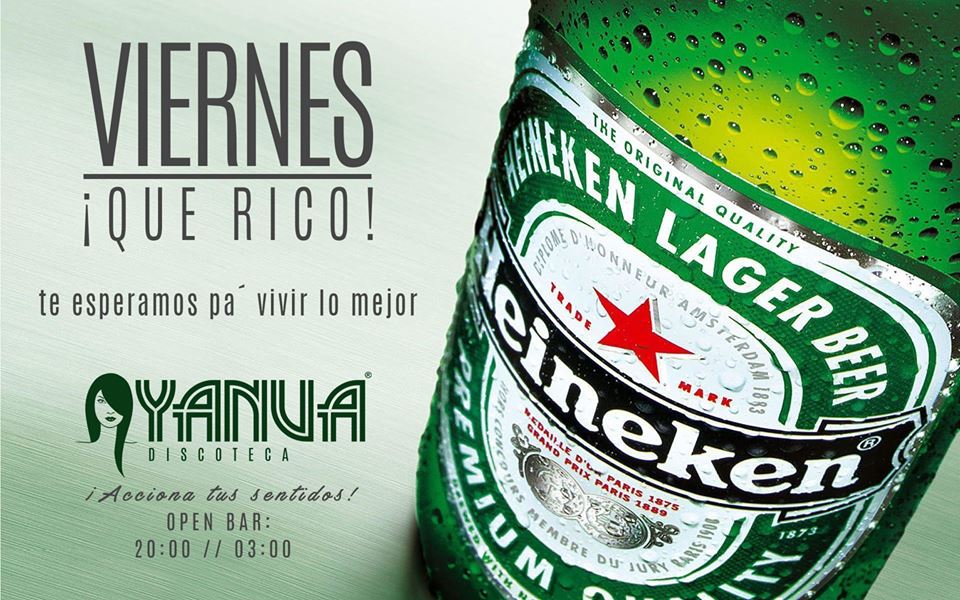 VIERNES
¡QUE RICO!
te esperamos pa´ vivir lo mejor
YANUA®
DISCOTECA
¡Acciona tus sentidos!
OPEN BAR:
20:00 // 03:00
THE ORIGINAL QUALITY
HEINEKEN LAGER BEER
DIPLOME D'HONNEUR AMSTERDAM 1883
TRADE MARK
eineken®
MEDAILLE D'OR PARIS 1875
GRAND PRIX PARIS 1889
HORS CONCOURS MEMBRE DU JURY PARIS 1900
1873
PREMIUM QUALITY